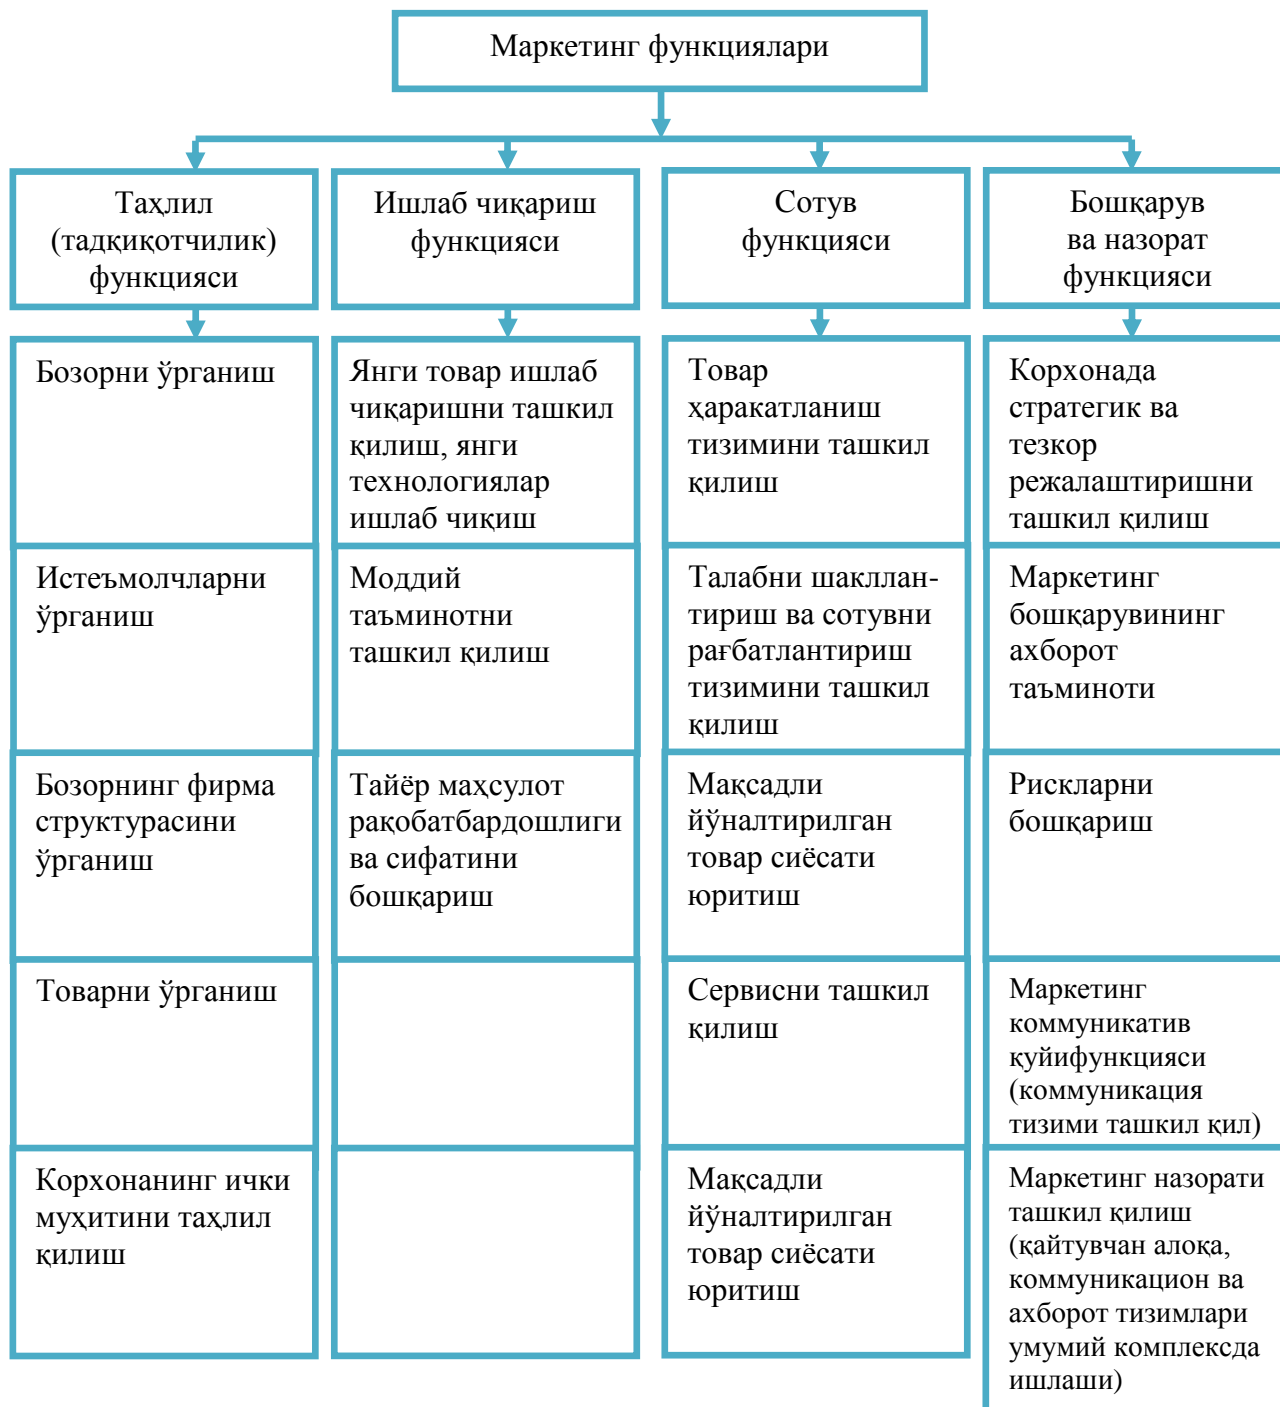 Маркетинг функциялари
Таҳлил
(тадқиқотчилик)
функцияси
Ишлаб чиқариш
функцияси
Сотув
функцияси
Бошқарув
ва назорат
функцияси
Бозорни ўрганиш
Истеъмолчларни
ўрганиш
Бозорнинг фирма
структурасини
ўрганиш
Товарни ўрганиш
Корхонанинг ички
муҳитини таҳлил
қилиш
Янги товар ишлаб
чиқаришни ташкил
қилиш, янги
технологиялар
ишлаб чиқиш
Моддий
таъминотни
ташкил қилиш
Тайёр маҳсулот
рақобатбардошлиги
ва сифатини
бошқариш
Товар
ҳаракатланиш
тизимини ташкил
қилиш
Талабни шакллан-
тириш ва сотувни
рағбатлантириш
тизимини ташкил
қилиш
Мақсадли
йўналтирилган
товар сиёсати
юритиш
Сервисни ташкил
қилиш
Мақсадли
йўналтирилган
товар сиёсати
юритиш
Корхонада
стратегик ва
тезкор
режалаштиришни
ташкил қилиш
Маркетинг
бошқарувининг
ахборот
таъминоти
Рискларни
бошқариш
Маркетинг
коммуникатив
қуйифункцияси
(коммуникация
тизими ташкил қил)
Маркетинг назорати
ташкил қилиш
(қайтувчан алоқа,
коммуникацион ва
ахборот тизимлари
умумий комплексда
ишлаши)